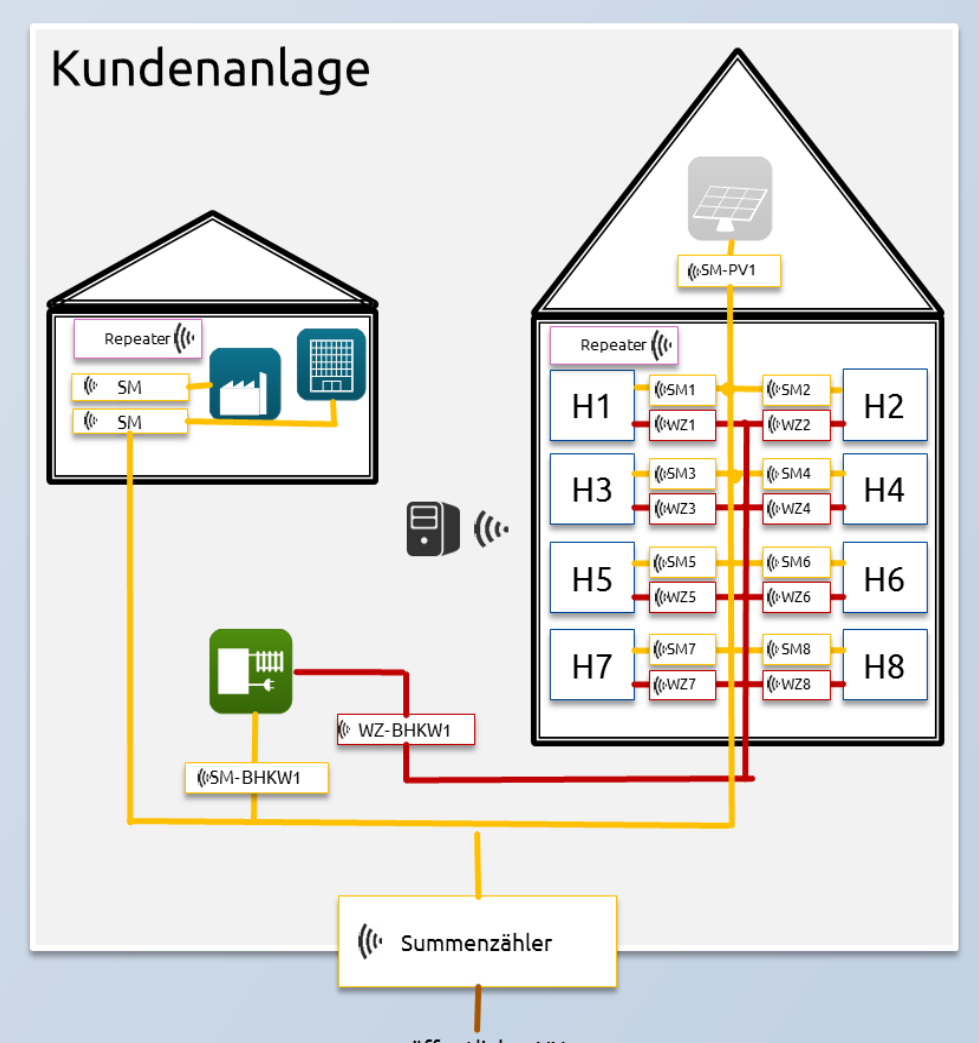 Kundenanlage
SM-PV1
Repeater
SM
SM
Repeater
H1
SM1
WZ1
SM2
WZ2
H2
H3
SM3
WZ3
SM4
WZ4
H4
H5
SM5
WZ5
SM6
WZ6
H6
H7
SM7
WZ7
SM8
WZ8
H8
WZ-BHKW1
SM-BHKW1
Summenzähler